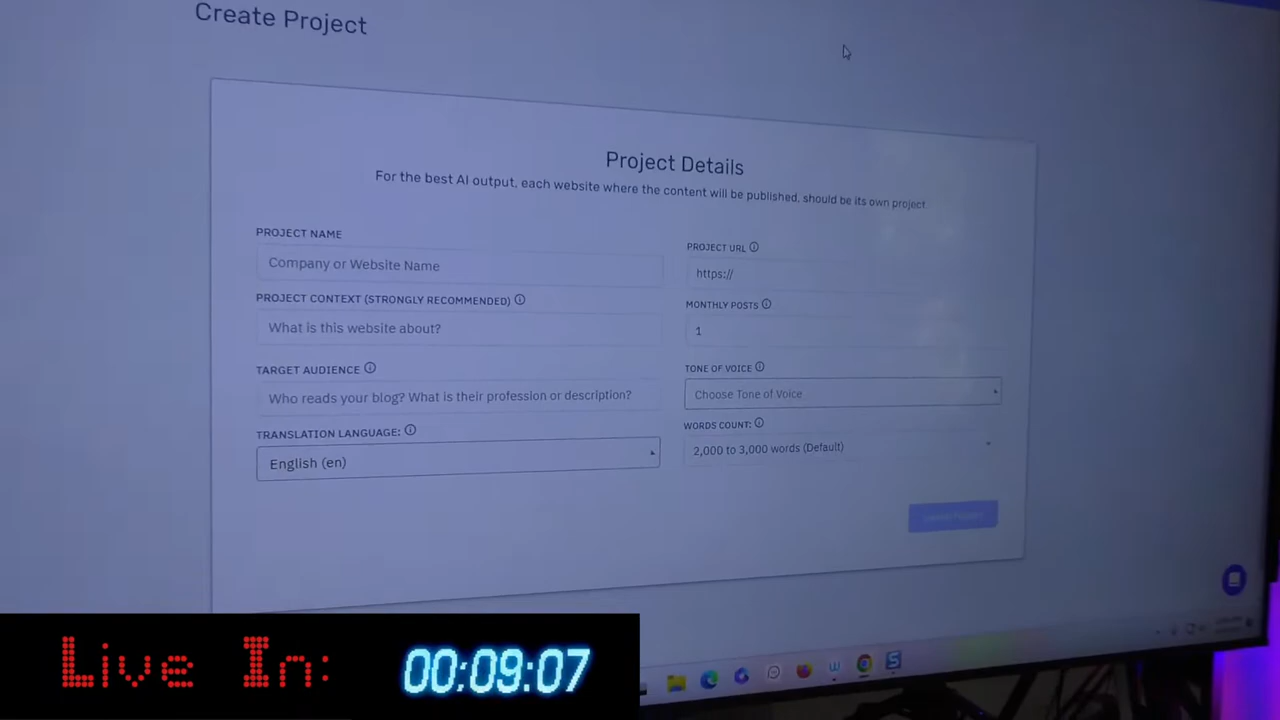 Create Project
Project Details
For the best AI output, each website where the content will be published, should be its own project
PROJECT NAME
Company or Website Name
PROJECT URL
https://
PROJECT CONTEXT (STRONGLY RECOMMENDED)
What is this website about?
MONTHLY POSTS
1
TARGET AUDIENCE
Who reads your blog? What is their profession or description?
TONE OF VOICE
Choose Tone of Voice
TRANSLATION LANGUAGE:
English (en)
WORDS COUNT:
2,000 to 3,000 words (Default)
Live In: 00:09:07